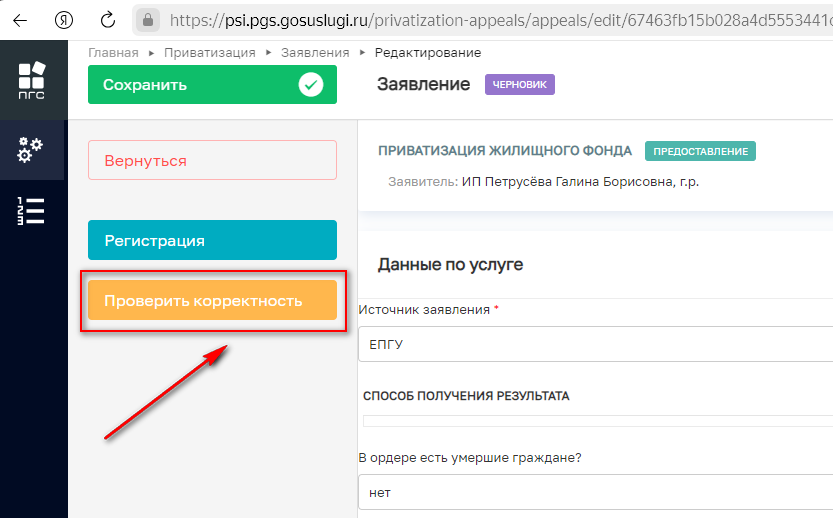 https://psi.pgs.gosuslugi.ru/privatization-appeals/appeals/edit/67463fb15b028a4d5553441c
Главная ▸ Приватизация ▸ Заявления ▸ Редактирование
ПГС
Сохранить
Заявление ЧЕРНОВИК
Вернуться
ПРИВАТИЗАЦИЯ ЖИЛИЩНОГО ФОНДА ПРЕДОСТАВЛЕНИЕ
Заявитель: ИП Петрусёва Галина Борисовна, г.р.
Регистрация
Данные по услуге
Проверить корректность
Источник заявления *
ЕПГУ
СПОСОБ ПОЛУЧЕНИЯ РЕЗУЛЬТАТА
В ордере есть умершие граждане?
нет